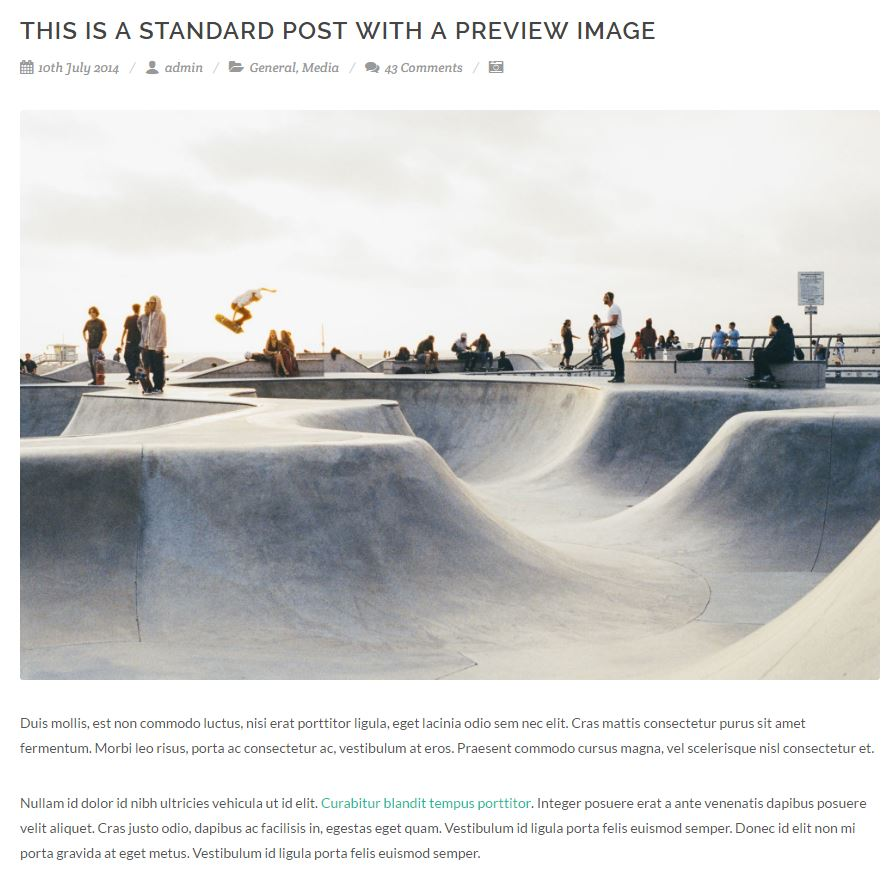 THIS IS A STANDARD POST WITH A PREVIEW IMAGE
10th July 2014 / admin / General, Media / 43 Comments /
Duis mollis, est non commodo luctus, nisi erat porttitor ligula, eget lacinia odio sem nec elit. Cras mattis consectetur purus sit amet
fermentum. Morbi leo risus, porta ac consectetur ac, vestibulum at eros. Praesent commodo cursus magna, vel scelerisque nisl consectetur et.
Nullam id dolor id nibh ultricies vehicula ut id elit. Curabitur blandit tempus porttitor. Integer posuere erat a ante venenatis dapibus posuere
velit aliquet. Cras justo odio, dapibus ac facilisis in, egestas eget quam. Vestibulum id ligula porta felis euismod semper. Donec id elit non mi
porta gravida at eget metus. Vestibulum id ligula porta felis euismod semper.